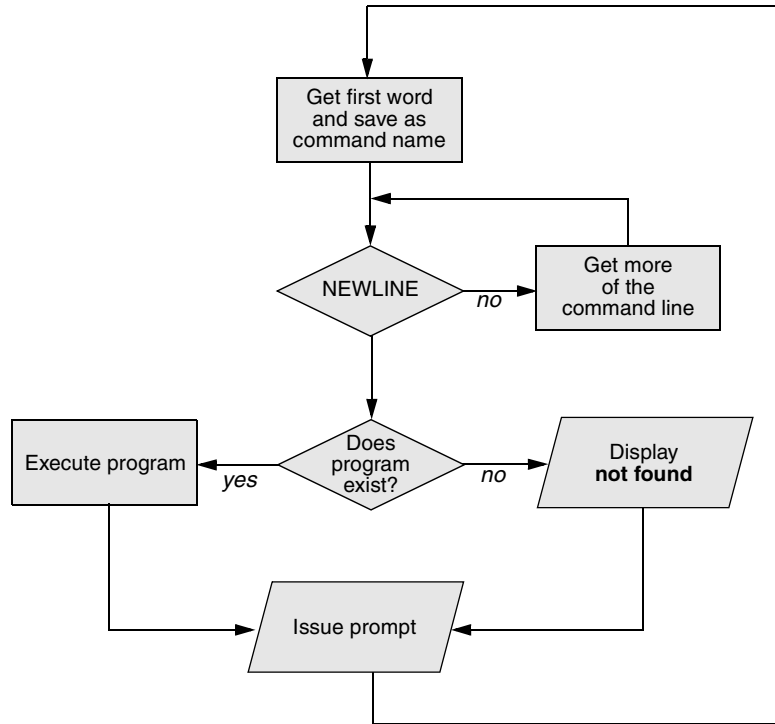 Get first word
and save as
command name
NEWLINE
no
Get more
of the
command line
Execute program
yes
Does
program
exist?
no
Display
not found
Issue prompt